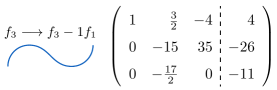 f₃ ⟶ f₃ − 1f₁
1 3/2 −4 4
0 −15 35 −26
0 −17/2 0 −11